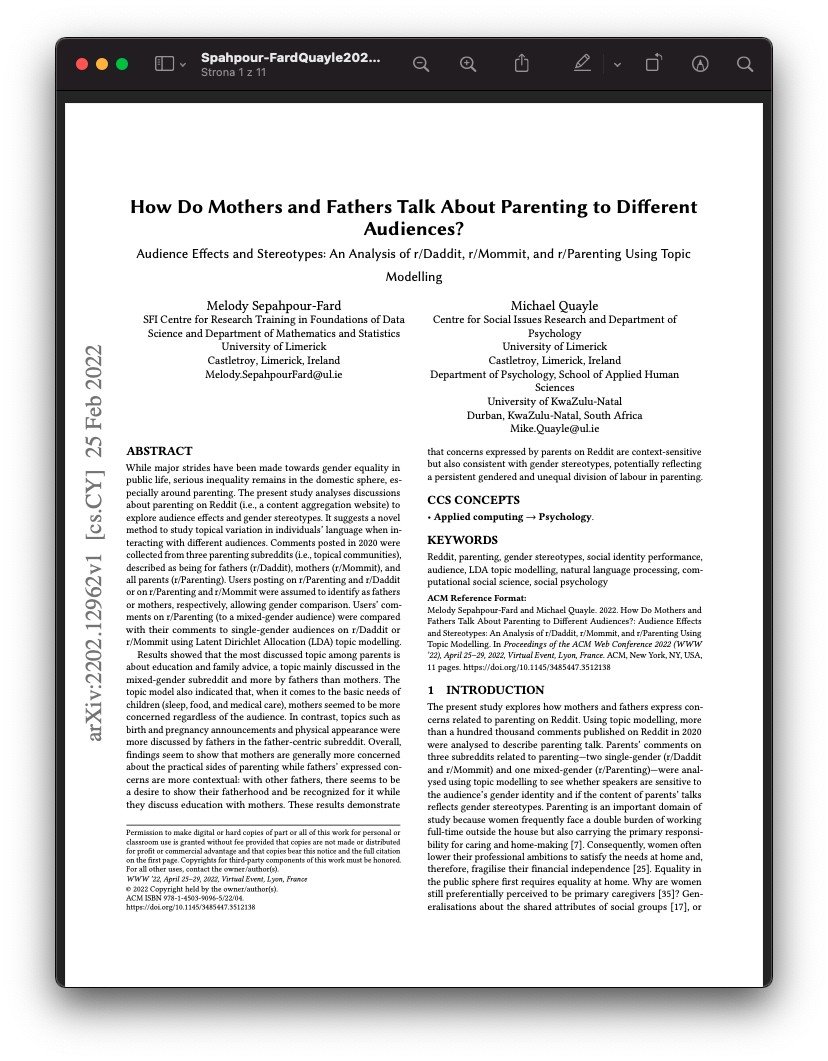 Spahpour-FardQuayle202...
Strona 1 z 11
How Do Mothers and Fathers Talk About Parenting to Different
Audiences?
Audience Effects and Stereotypes: An Analysis of r/Daddit, r/Mommit, and r/Parenting Using Topic
Modelling
Melody Sepahpour-Fard
SFI Centre for Research Training in Foundations of Data
Science and Department of Mathematics and Statistics
University of Limerick
Castletroy, Limerick, Ireland
Melody.SepahpourFard@ul.ie
Michael Quayle
Centre for Social Issues Research and Department of
Psychology
University of Limerick
Castletroy, Limerick, Ireland
Department of Psychology, School of Applied Human
Sciences
University of KwaZulu-Natal
Durban, KwaZulu-Natal, South Africa
Mike.Quayle@ul.ie
arXiv:2202.12962v1 [cs.CY] 25 Feb 2022
ABSTRACT
While major strides have been made towards gender equality in
public life, serious inequality remains in the domestic sphere, es-
pecially around parenting. The present study analyses discussions
about parenting on Reddit (i.e., a content aggregation website) to
explore audience effects and gender stereotypes. It suggests a novel
method to study topical variation in individuals' language when in-
teracting with different audiences. Comments posted in 2020 were
collected from three parenting subreddits (i.e., topical communities),
described as being for fathers (r/Daddit), mothers (r/Mommit), and
all parents (r/Parenting). Users posting on r/Parenting and r/Daddit
or on r/Parenting and r/Mommit were assumed to identify as fathers
or mothers, respectively, allowing gender comparison. Users' com-
ments on r/Parenting (to a mixed-gender audience) were compared
with their comments to single-gender audiences on r/Daddit or
r/Mommit using Latent Dirichlet Allocation (LDA) topic modelling.
Results showed that the most discussed topic among parents is
about education and family advice, a topic mainly discussed in the
mixed-gender subreddit and more by fathers than mothers. The
topic model also indicated that, when it comes to the basic needs of
children (sleep, food, and medical care), mothers seemed to be more
concerned regardless of the audience. In contrast, topics such as
birth and pregnancy announcements and physical appearance were
more discussed by fathers in the father-centric subreddit. Overall,
findings seem to show that mothers are generally more concerned
about the practical sides of parenting while fathers' expressed con-
cerns are more contextual: with other fathers, there seems to be
a desire to show their fatherhood and be recognized for it while
they discuss education with mothers. These results demonstrate
Permission to make digital or hard copies of part or all of this work for personal or
classroom use is granted without fee provided that copies are not made or distributed
for profit or commercial advantage and that copies bear this notice and the full citation
on the first page. Copyrights for third-party components of this work must be honored.
For all other uses, contact the owner/author(s).
WWW '22, April 25–29, 2022, Virtual Event, Lyon, France
© 2022 Copyright held by the owner/author(s).
ACM ISBN 978-1-4503-9096-5/22/04.
https://doi.org/10.1145/3485447.3512138
that concerns expressed by parents on Reddit are context-sensitive
but also consistent with gender stereotypes, potentially reflecting
a persistent gendered and unequal division of labour in parenting.
CCS CONCEPTS
• Applied computing → Psychology.
KEYWORDS
Reddit, parenting, gender stereotypes, social identity performance,
audience, LDA topic modelling, natural language processing, com-
putational social science, social psychology
ACM Reference Format:
Melody Sepahpour-Fard and Michael Quayle. 2022. How Do Mothers and
Fathers Talk About Parenting to Different Audiences?: Audience Effects
and Stereotypes: An Analysis of r/Daddit, r/Mommit, and r/Parenting Using
Topic Modelling. In Proceedings of the ACM Web Conference 2022 (WWW
'22), April 25–29, 2022, Virtual Event, Lyon, France. ACM, New York, NY, USA,
11 pages. https://doi.org/10.1145/3485447.3512138
1 INTRODUCTION
The present study explores how mothers and fathers express con-
cerns related to parenting on Reddit. Using topic modelling, more
than a hundred thousand comments published on Reddit in 2020
were analysed to describe parenting talk. Parents' comments on
three subreddits related to parenting—two single-gender (r/Daddit
and r/Mommit) and one mixed-gender (r/Parenting)—were anal-
ysed using topic modelling to see whether speakers are sensitive to
the audience's gender identity and if the content of parents' talks
reflects gender stereotypes. Parenting is an important domain of
study because women frequently face a double burden of working
full-time outside the house but also carrying the primary responsi-
bility for caring and home-making [7]. Consequently, women often
lower their professional ambitions to satisfy the needs at home and,
therefore, fragilise their financial independence [25]. Equality in
the public sphere first requires equality at home. Why are women
still preferentially perceived to be primary caregivers [35]? Gen-
eralisations about the shared attributes of social groups [17], or